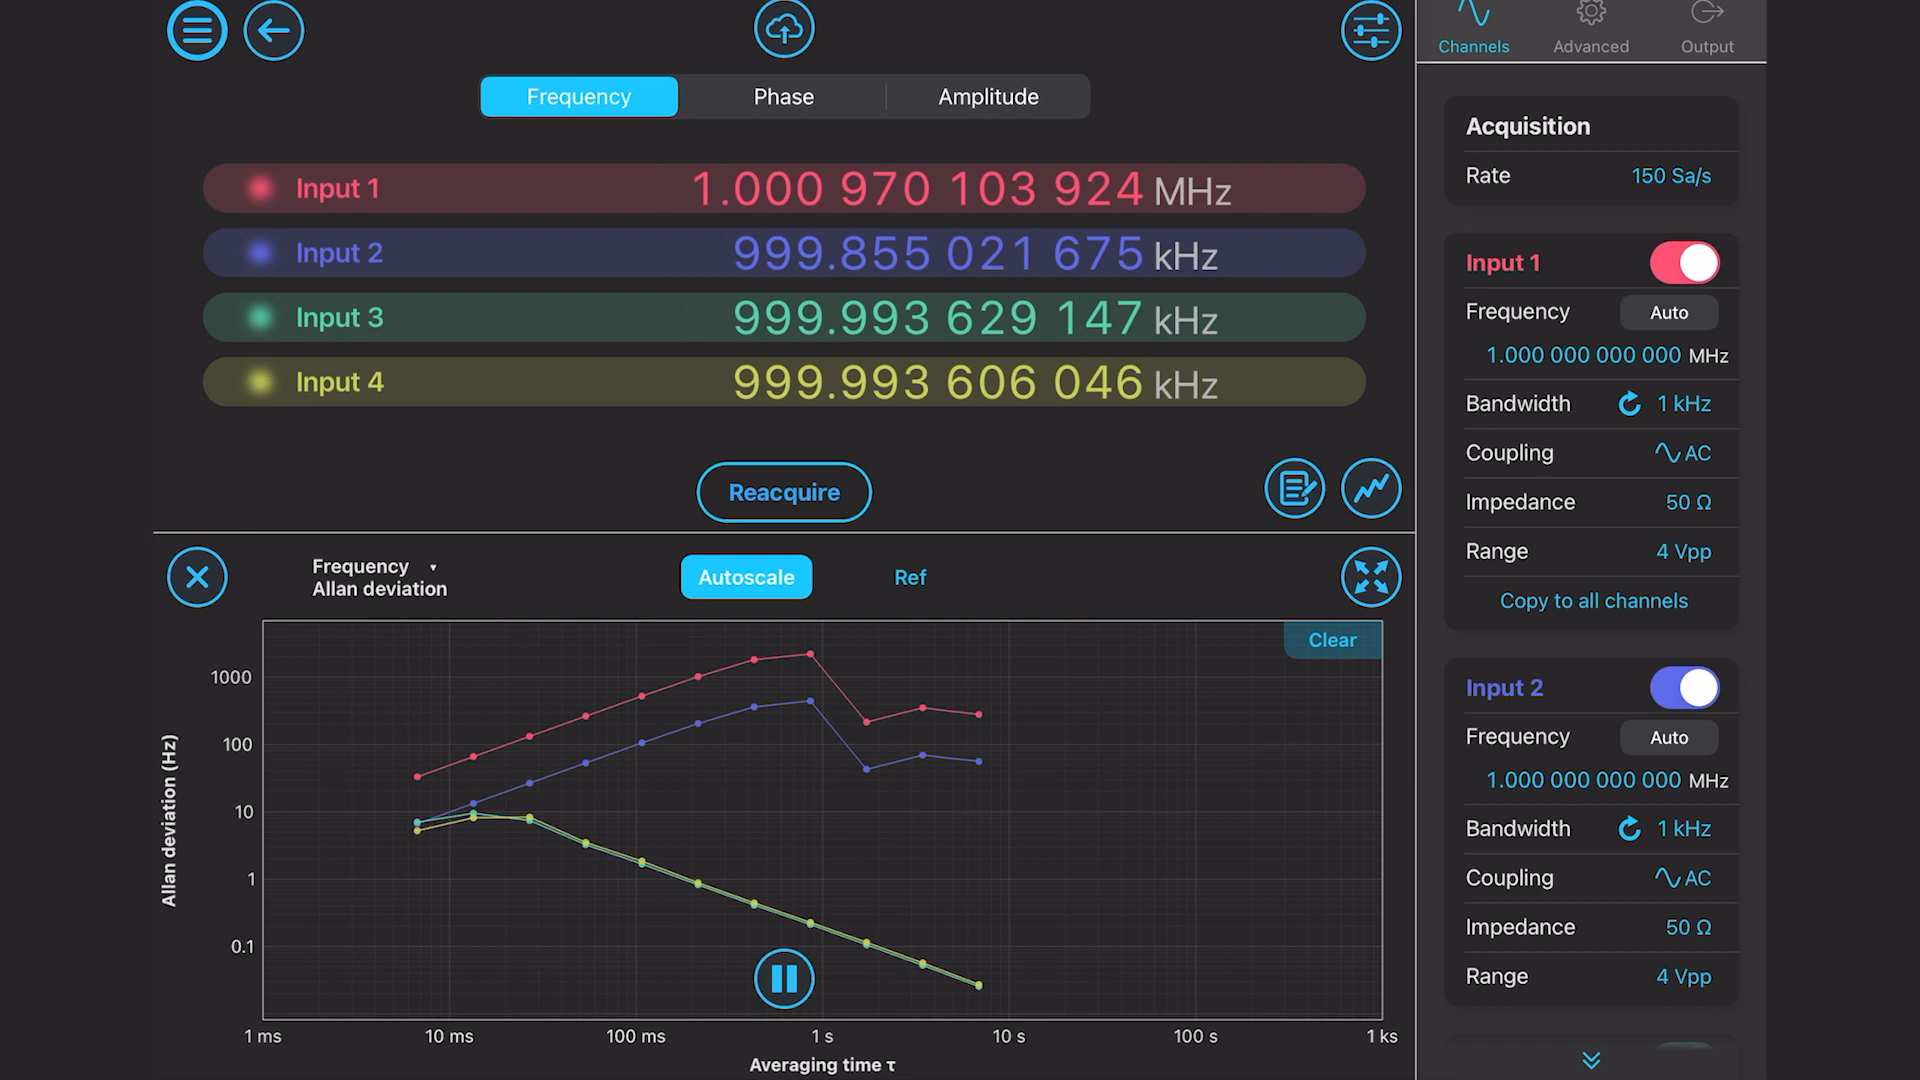 Frequency
Phase
Amplitude
Input 1 1.000 970 103 924 MHz
Input 2 999.855 021 675 kHz
Input 3 999.993 629 147 kHz
Input 4 999.993 606 046 kHz
Reacquire
Frequency ▾
Allan deviation
Autoscale
Ref
Clear
Allan deviation (Hz)
1000
100
10
1
0.1
1 ms
10 ms
100 ms
1 s
10 s
100 s
1 ks
Averaging time τ
Channels
Advanced
Output
Acquisition
Rate 150 Sa/s
Input 1
Frequency Auto
1.000 000 000 000 MHz
Bandwidth 1 kHz
Coupling AC
Impedance 50 Ω
Range 4 Vpp
Copy to all channels
Input 2
Frequency Auto
1.000 000 000 000 MHz
Bandwidth 1 kHz
Coupling AC
Impedance 50 Ω
Range 4 Vpp